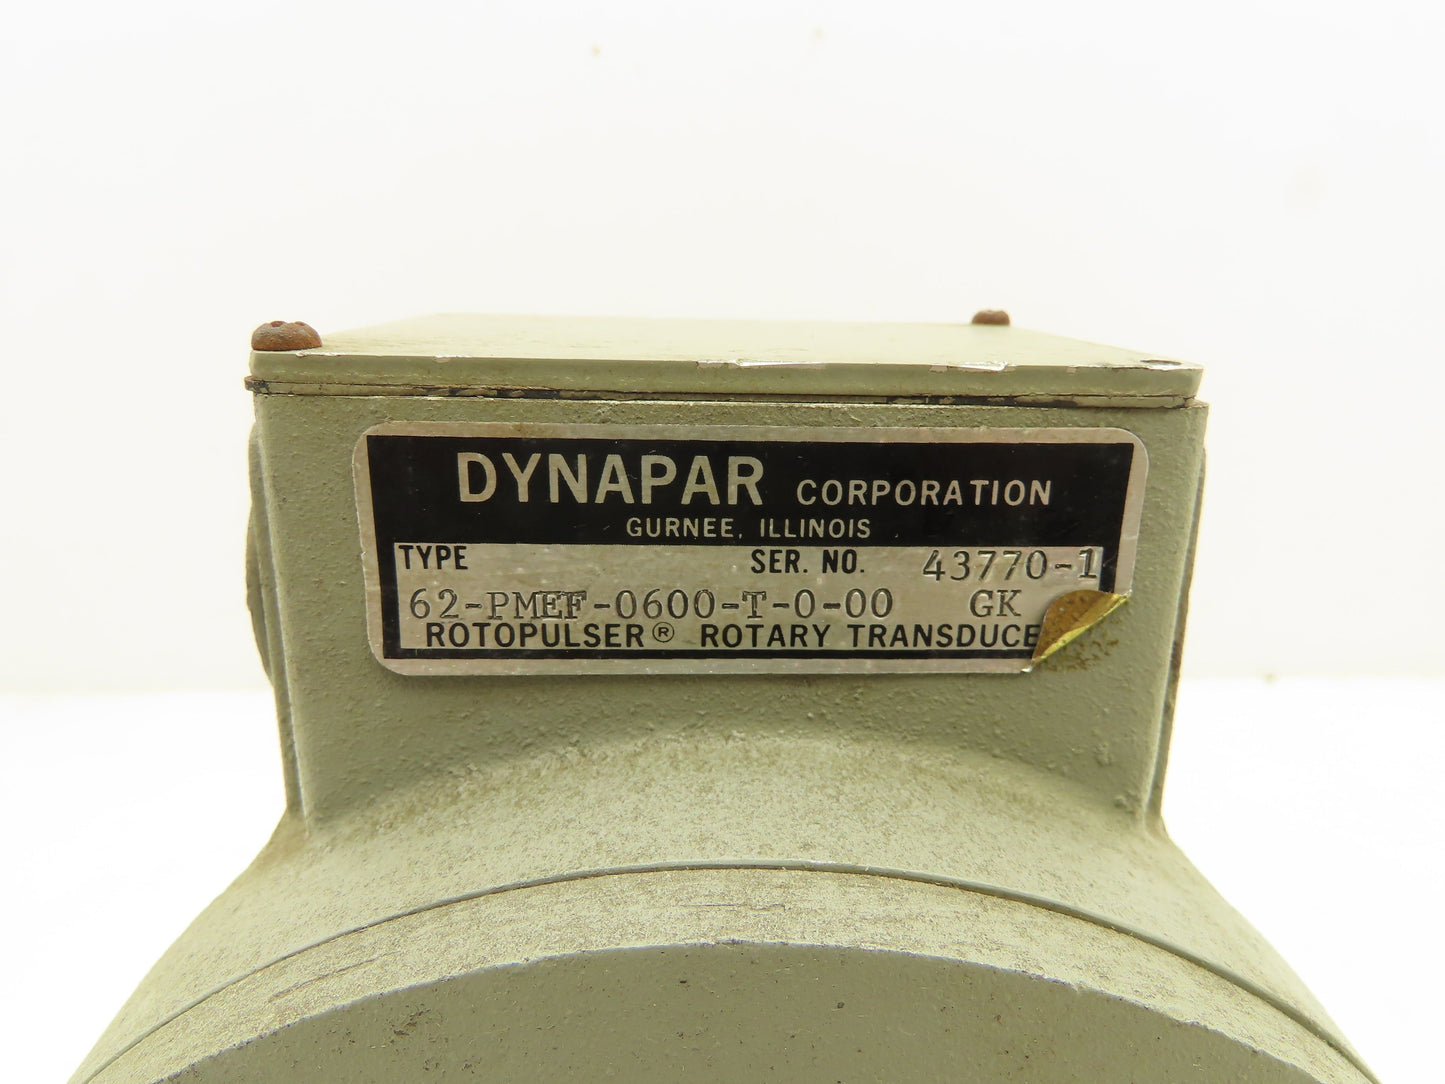 DYNAPAR CORPORATION
GURNEE, ILLINOIS
TYPE SER. NO. 43770-1
62-PMEF-0600-T-0-00 GK
ROTOPULSER® ROTARY TRANSDUCE